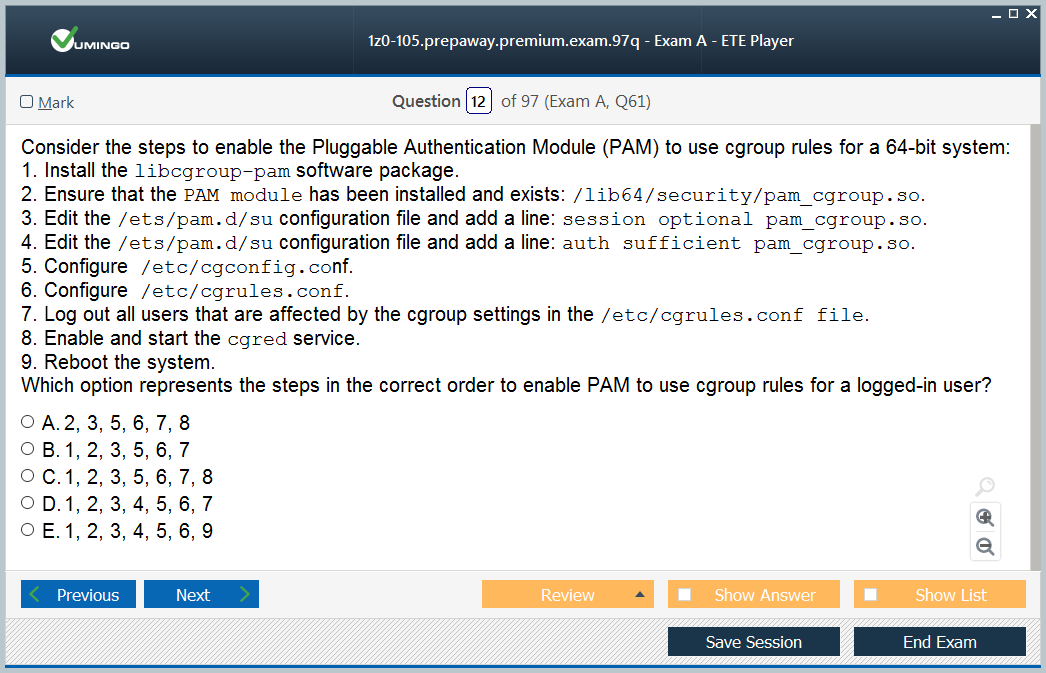 VUMINGO
1z0-105.prepaway.premium.exam.97q - Exam A - ETE Player
Mark
Question 12 of 97 (Exam A, Q61)
Consider the steps to enable the Pluggable Authentication Module (PAM) to use cgroup rules for a 64-bit system:
1. Install the libcgroup-pam software package.
2. Ensure that the PAM module has been installed and exists: /lib64/security/pam_cgroup.so.
3. Edit the /ets/pam.d/su configuration file and add a line: session optional pam_cgroup.so.
4. Edit the /ets/pam.d/su configuration file and add a line: auth sufficient pam_cgroup.so.
5. Configure /etc/cgconfig.conf.
6. Configure /etc/cgrules.conf.
7. Log out all users that are affected by the cgroup settings in the /etc/cgrules.conf file.
8. Enable and start the cgred service.
9. Reboot the system.
Which option represents the steps in the correct order to enable PAM to use cgroup rules for a logged-in user?
A. 2, 3, 5, 6, 7, 8
B. 1, 2, 3, 5, 6, 7
C. 1, 2, 3, 5, 6, 7, 8
D. 1, 2, 3, 4, 5, 6, 7
E. 1, 2, 3, 4, 5, 6, 9
Previous
Next
Review
Show Answer
Show List
Save Session
End Exam